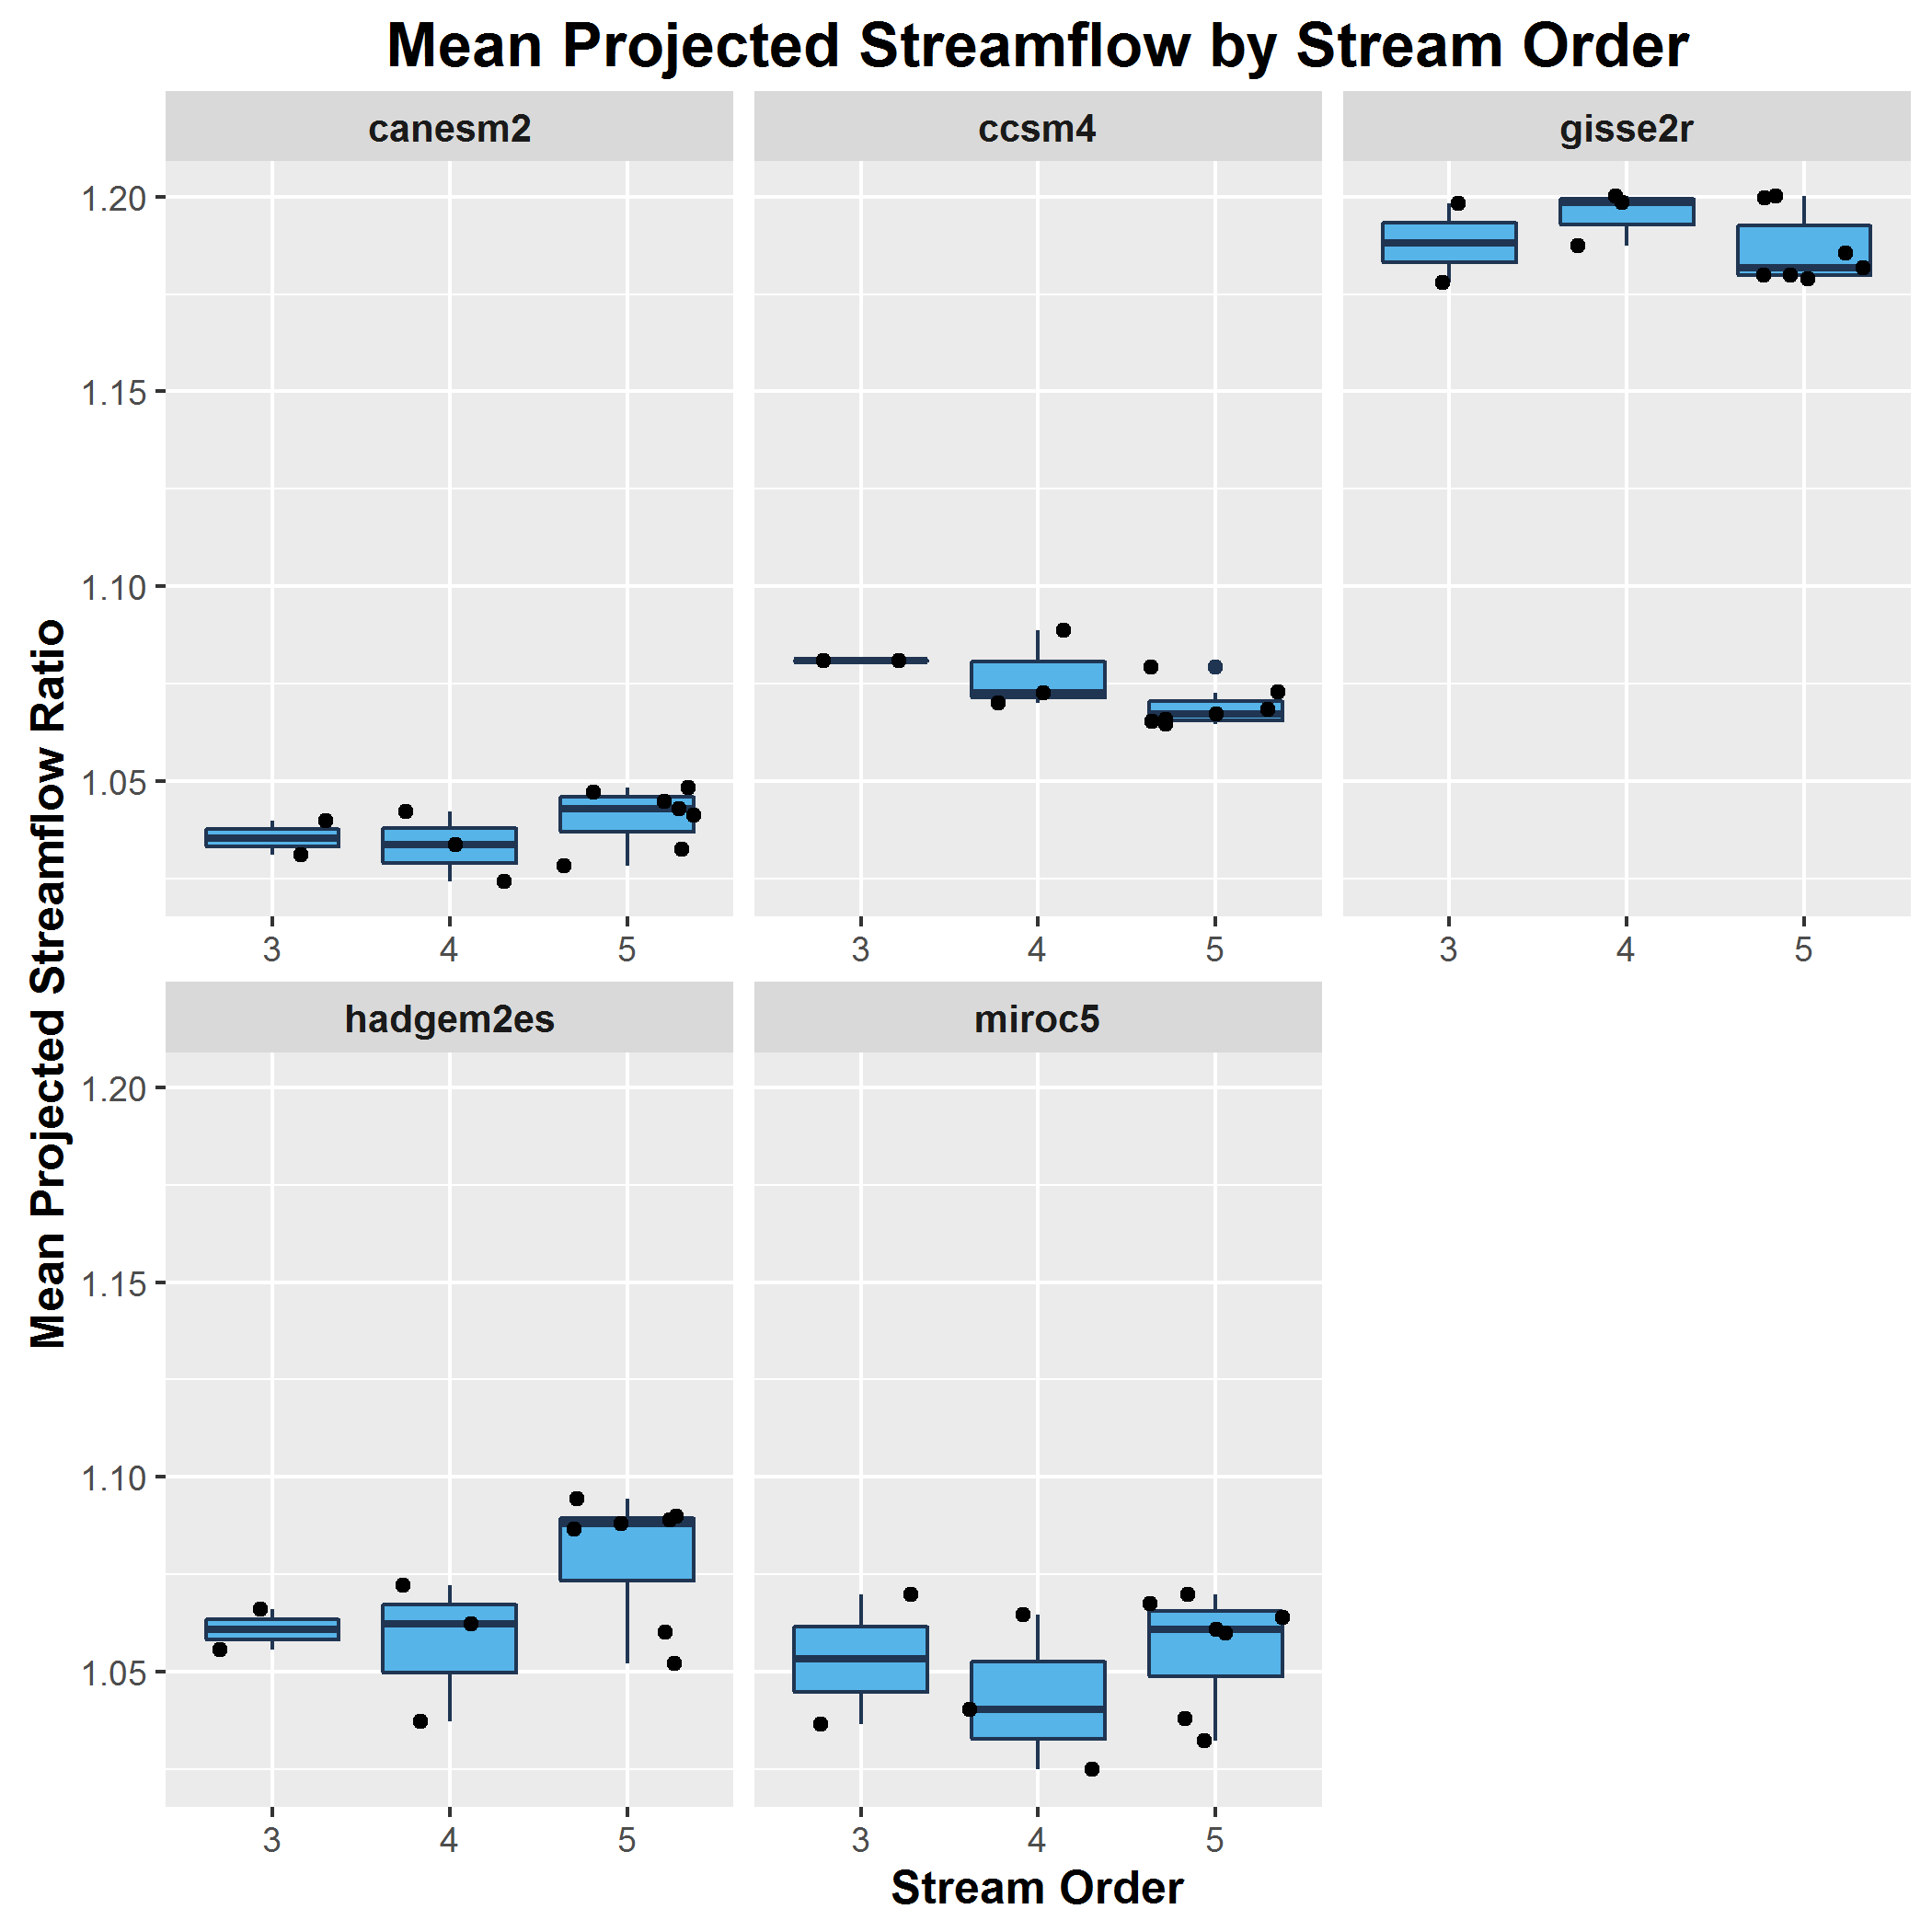 Mean Projected Streamflow by Stream Order
canesm2 ccsm4 gisse2r
1.20
1.15
1.10
1.05
3 4 5 3 4 5 3 4 5
Mean Projected Streamflow Ratio
hadgem2es miroc5
1.20
1.15
1.10
1.05
3 4 5 3 4 5
Stream Order